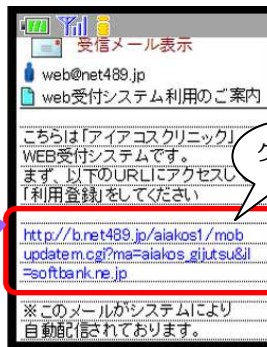 受信メール表示
web@net489.jp
web受付システム利用のご案内
こちらは「アイアコスクリニック」
WEB受付システムです。
まず、以下のURLにアクセスし
「利用登録」をしてください
http://b.net489.jp/aiakos1/mob
updatem.cgi?ma=aiakos_gijutsu&jl
=softbank.ne.jp
※このメールがシステムにより
自動配信されております。